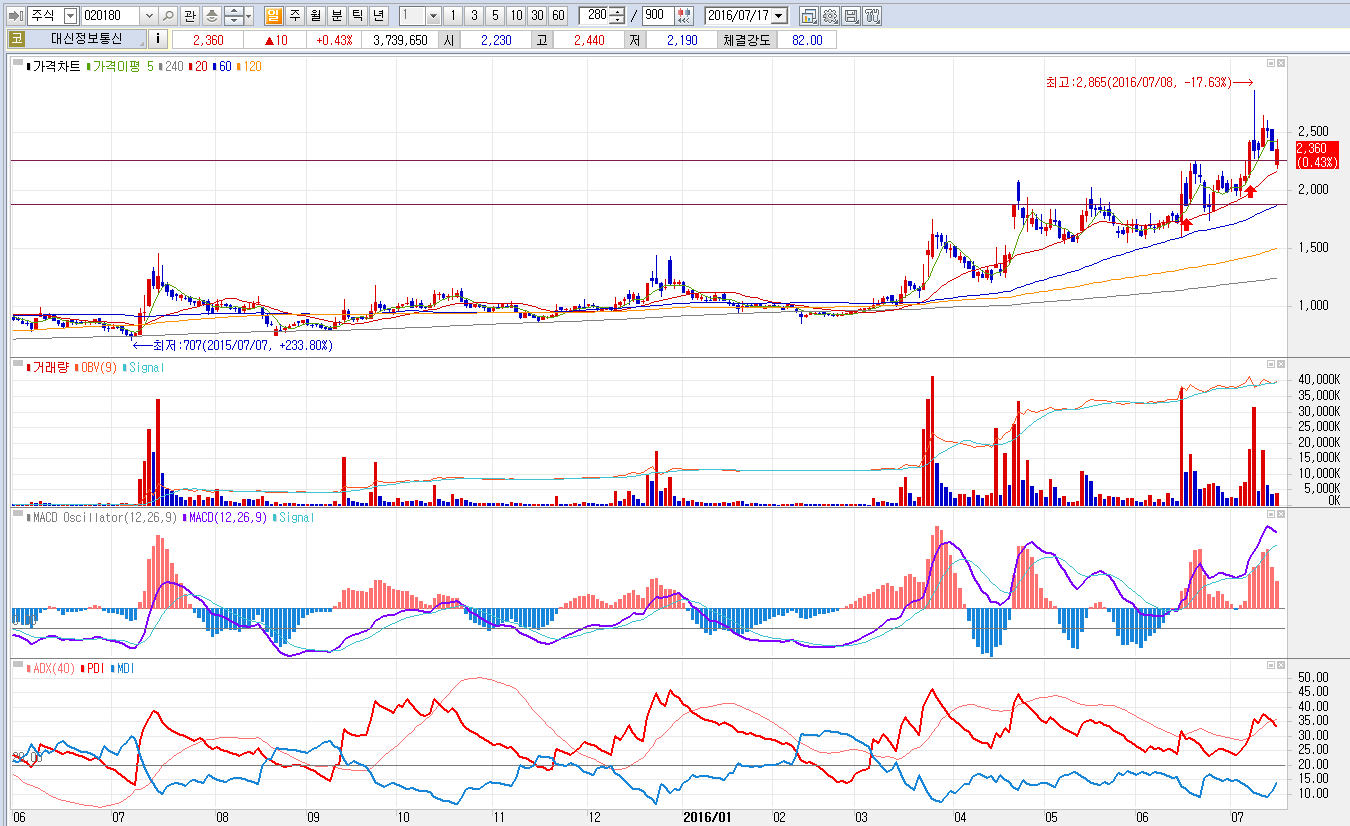 주식 020180 관 일 주 월 분 틱 년 1 1 3 5 10 30 60 280 / 900 2016/07/17
코 대신정보통신 i 2,360 ▲10 +0.43% 3,739,650 시 2,230 고 2,440 저 2,190 체결강도 82.00
가격차트 가격이평 5 240 20 60 120
최고:2,865(2016/07/08, -17.63%)→
2,500
2,360
(0.43%)
2,000
1,500
1,000
←최저:707(2015/07/07, +233.80%)
거래량 OBV(9) Signal
40,000K
35,000K
30,000K
25,000K
20,000K
15,000K
10,000K
5,000K
0K
MACD Oscillator(12,26,9) MACD(12,26,9) Signal
ADX(40) PDI MDI
50.00
45.00
40.00
35.00
30.00
25.00
20.00
15.00
10.00
06 07 08 09 10 11 12 2016/01 02 03 04 05 06 07